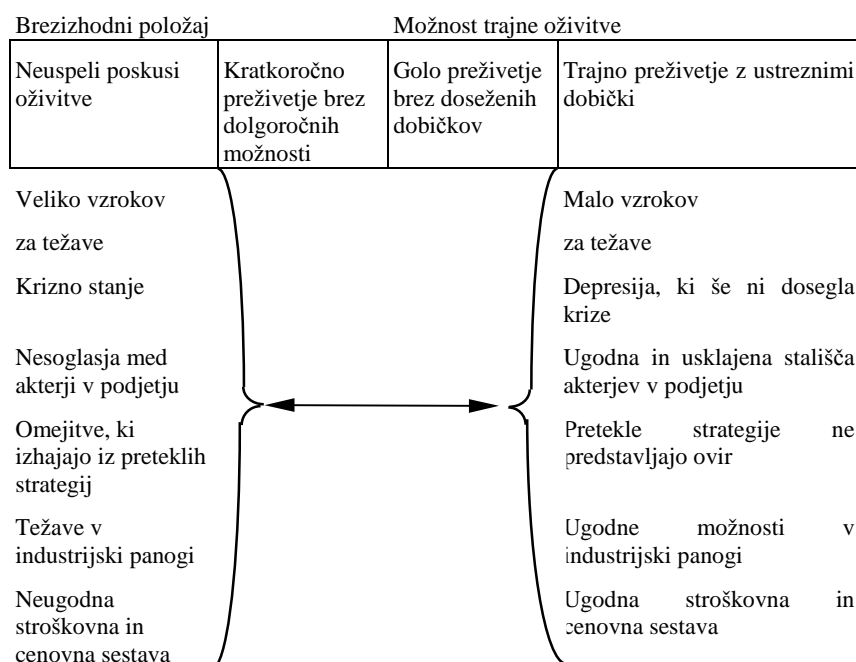 Brezizhodni položaj
Možnost trajne oživitve
Neuspeli poskusi
oživitve
Kratkoročno
preživetje brez
dolgoročnih
možnosti
Golo preživetje
brez doseženih
dobičkov
Trajno preživetje z ustreznimi
dobički
Veliko vzrokov
za težave
Krizno stanje
Nesoglasja med
akterji v podjetju
Omejitve, ki
izhajajo iz preteklih
strategij
Težave v
industrijski panogi
Neugodna
stroškovna in
cenovna sestava
Malo vzrokov
za težave
Depresija, ki še ni dosegla
krize
Ugodna in usklajena stališča
akterjev v podjetju
Pretekle strategije ne
predstavljajo ovir
Ugodne možnosti v
industrijski panogi
Ugodna stroškovna in
cenovna sestava